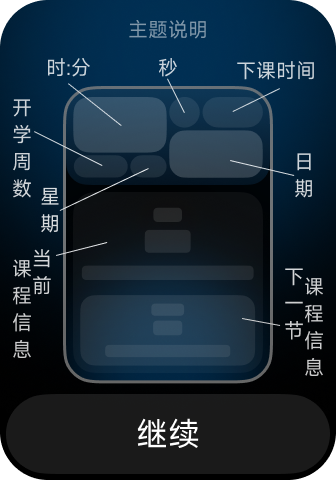 主题说明
时:分
秒
下课时间
开学周数
日期
星期
当前课程信息
下一节课程信息
继续